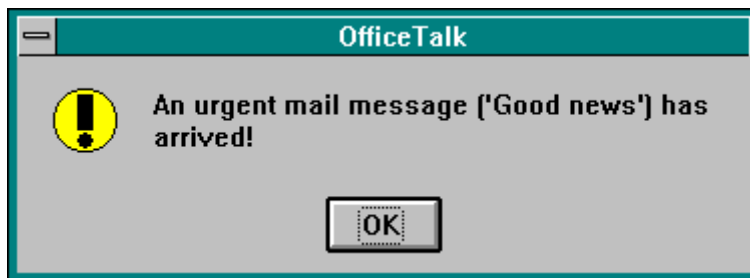 OfficeTalk
An urgent mail message ('Good news') has
arrived!
OK